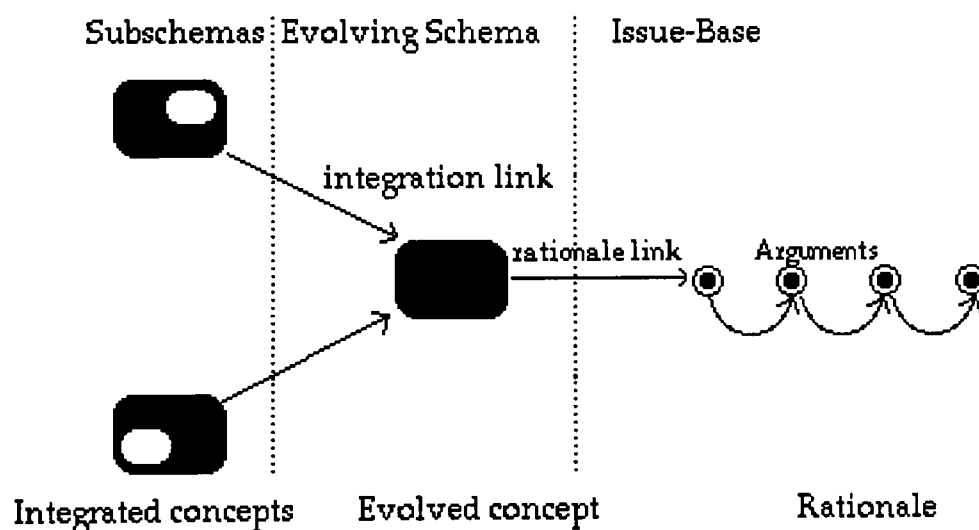 Subschemas
Evolving Schema
Issue-Base
integration link
rationale link
Arguments
Integrated concepts
Evolved concept
Rationale